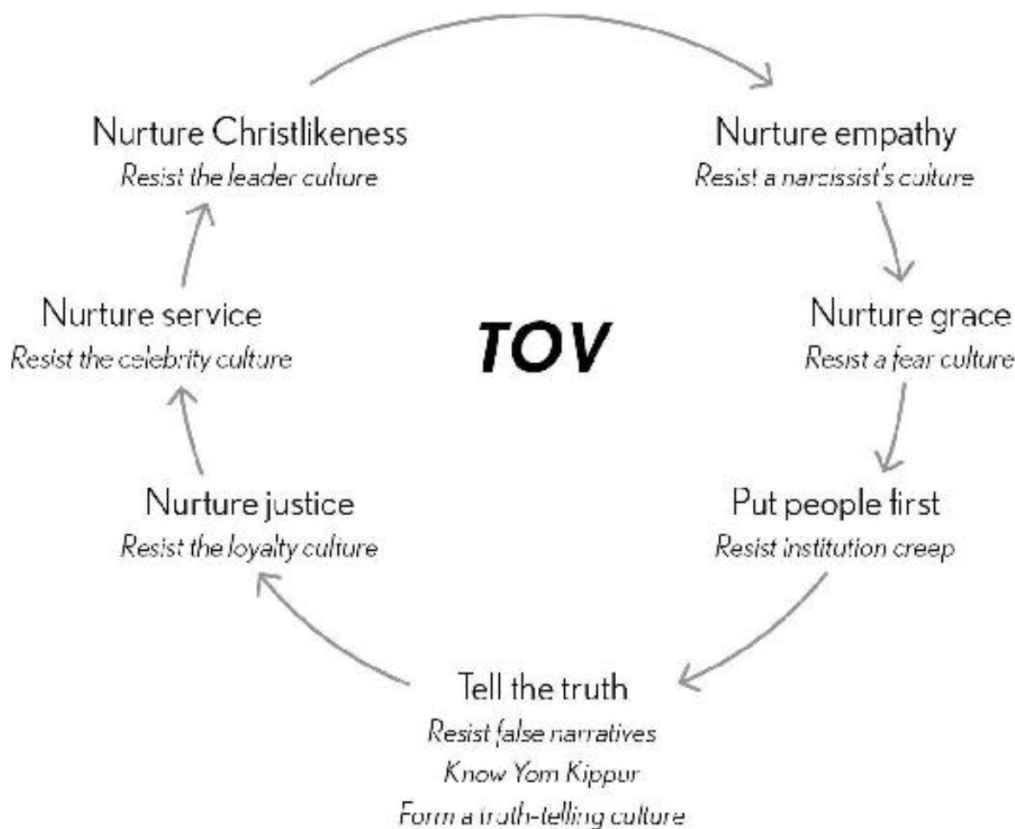 Nurture Christlikeness
Resist the leader culture
Nurture empathy
Resist a narcissist's culture
Nurture grace
Resist a fear culture
Put people first
Resist institution creep
Tell the truth
Resist false narratives
Know Yom Kippur
Form a truth-telling culture
Nurture justice
Resist the loyalty culture
Nurture service
Resist the celebrity culture
TOV